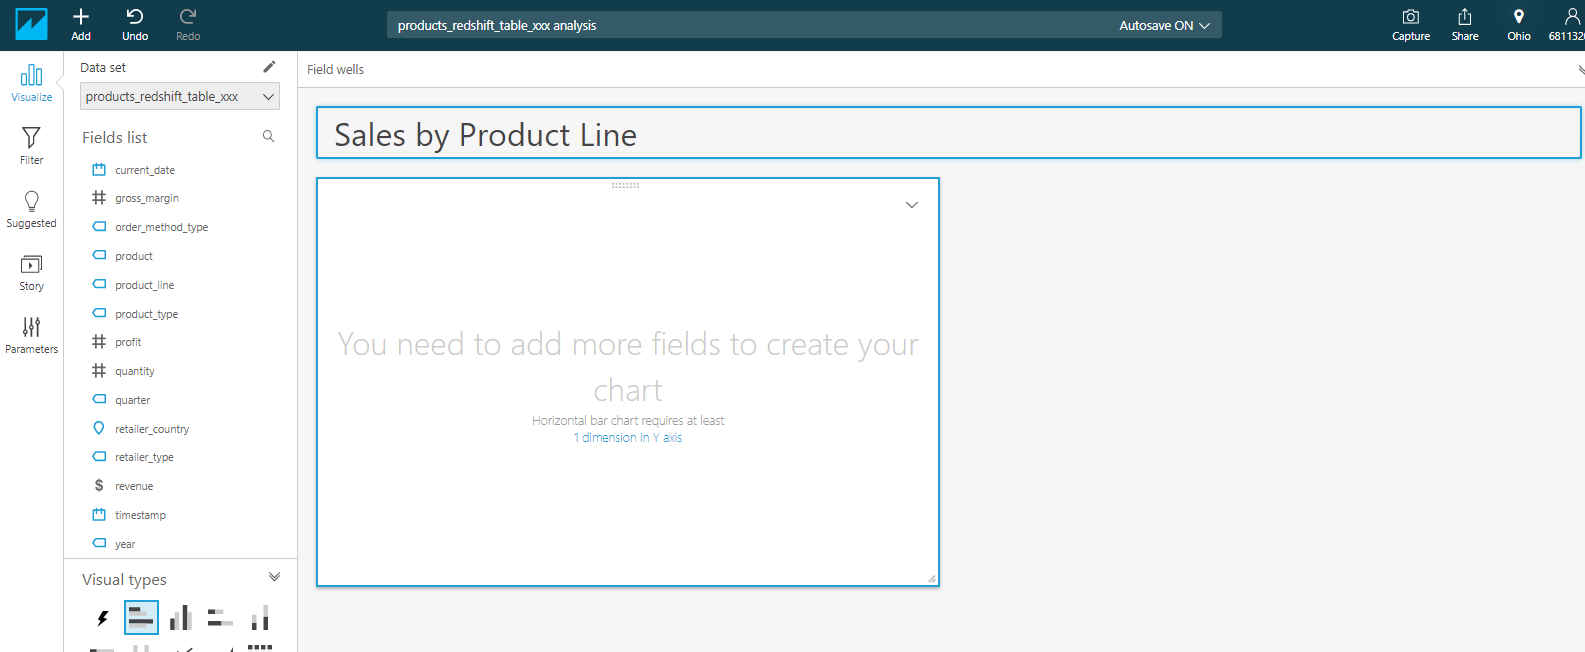 Add
Undo
Redo
products_redshift_table_xxx analysis
Autosave ON
Capture
Share
Ohio
6811320
Visualize
Filter
Suggested
Story
Parameters
Data set
products_redshift_table_xxx
Fields list
current_date
gross_margin
order_method_type
product
product_line
product_type
profit
quantity
quarter
retailer_country
retailer_type
$ revenue
timestamp
year
Visual types
Field wells
Sales by Product Line
You need to add more fields to create your
chart
Horizontal bar chart requires at least
1 dimension in Y axis